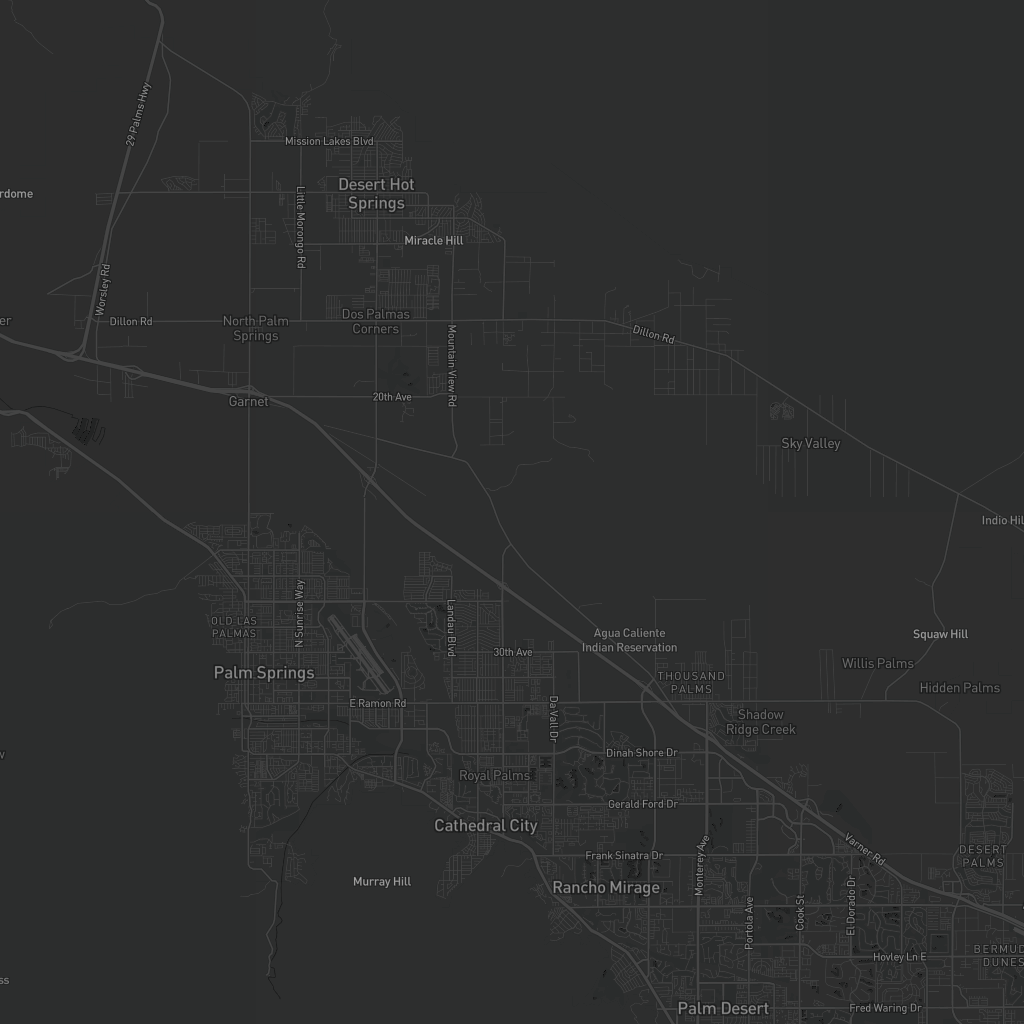 29 Palms Hwy
Mission Lakes Blvd
rdome
Desert Hot
Springs
Little Morongo Rd
Miracle Hill
Worsley Rd
er
Dillon Rd
North Palm
Springs
Dos Palmas
Corners
Mountain View Rd
Dillon Rd
20th Ave
Garnet
Sky Valley
Indio Hil
N Sunrise Way
Landau Blvd
OLD LAS
PALMAS
Agua Caliente
Indian Reservation
Squaw Hill
30th Ave
Willis Palms
Palm Springs
THOUSAND
PALMS
Hidden Palms
E Ramon Rd
Da Vall Dr
Shadow
Ridge Creek
w
Dinah Shore Dr
Royal Palms
Gerald Ford Dr
Cathedral City
Varner Rd
Frank Sinatra Dr
Monterey Ave
DESERT
PALMS
Murray Hill
Rancho Mirage
Portola Ave
Cook St
El Dorado Dr
BERMUD
DUNES
Hovley Ln E
ss
Palm Desert
Fred Waring Dr